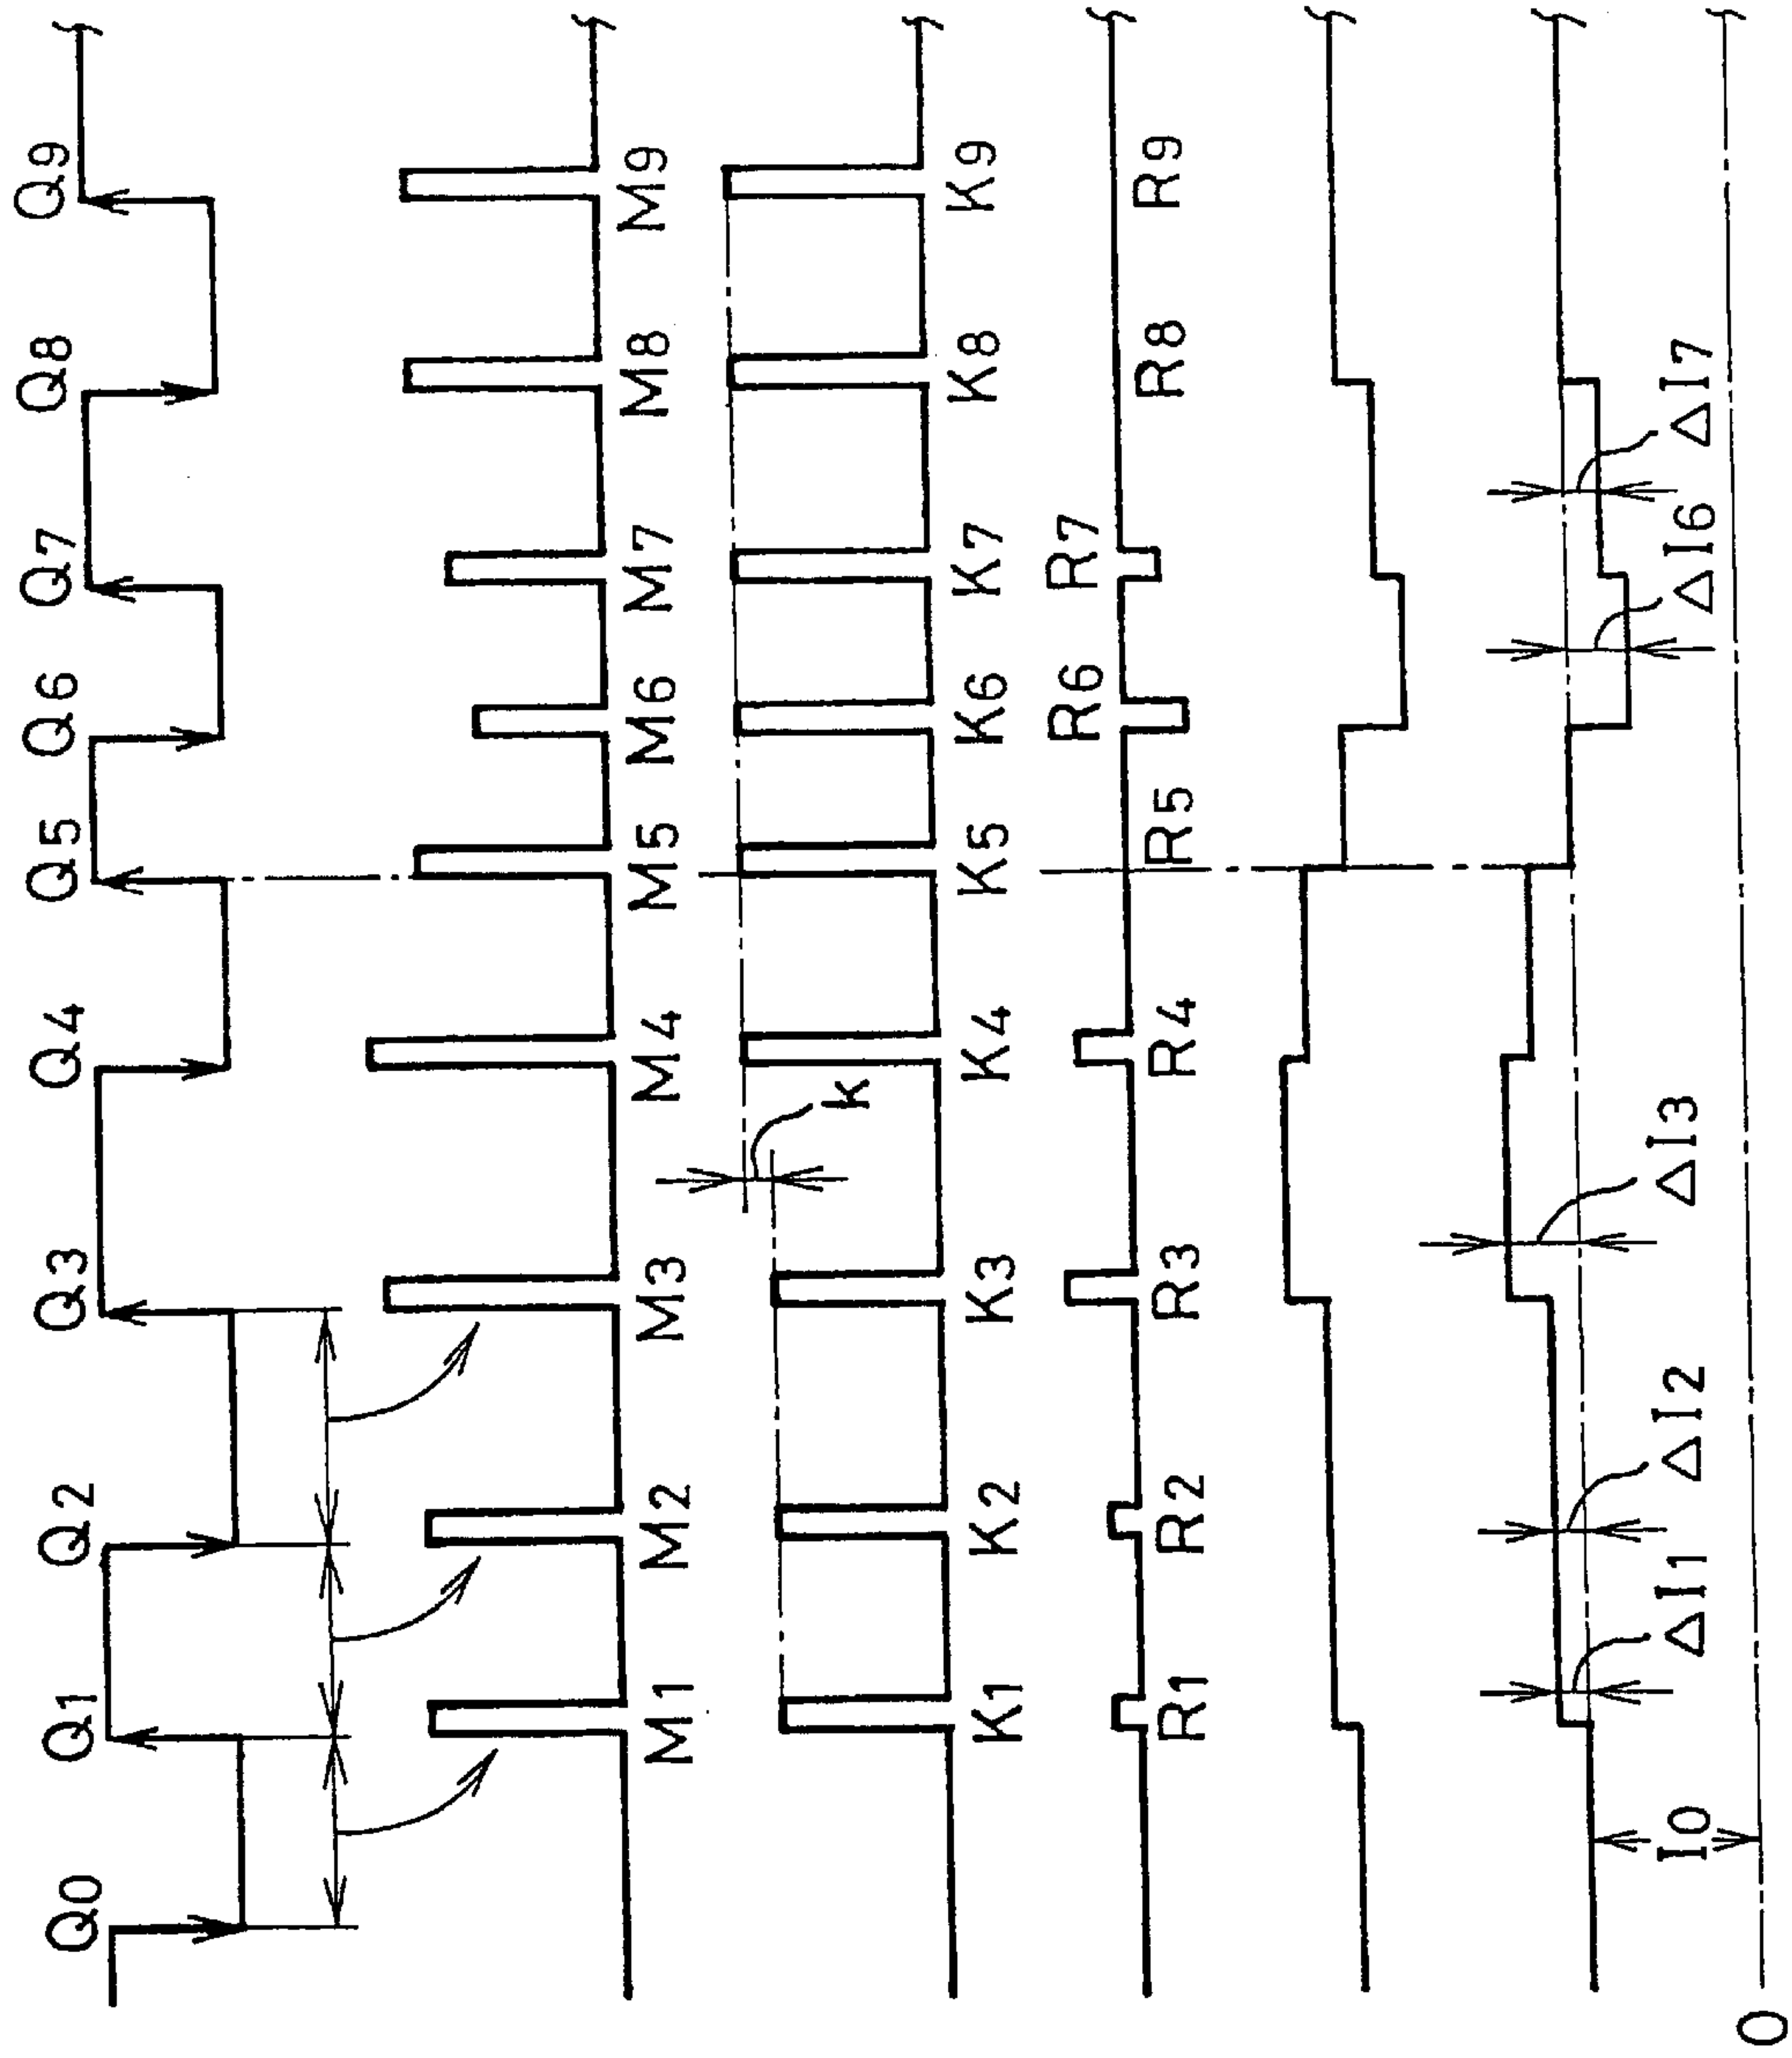 Q0 Q1 Q2 Q3 Q4 Q5 Q6 Q7 Q8 Q9
M1 M2 M3 M4 M5 M6 M7 M8 M9
k
K1 K2 K3 K4 K5 K6 K7 K8 K9
R1 R2 R3 R4 R5 R6 R7 R8 R9
I0 ΔI1 ΔI2 ΔI3 ΔI6 ΔI7
0